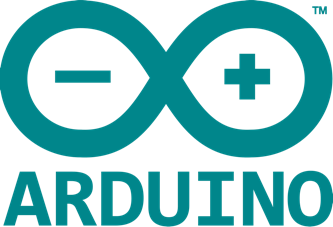 ™
− +
ARDUINO